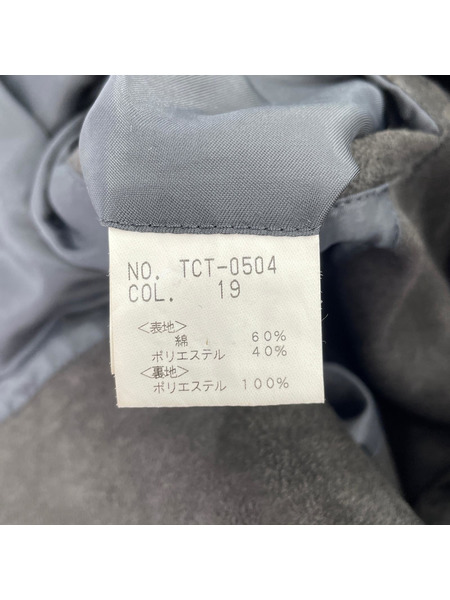 NO. TCT-0504
COL. 19
<表地>
綿 60%
ポリエステル 40%
<裏地>
ポリエステル 100%